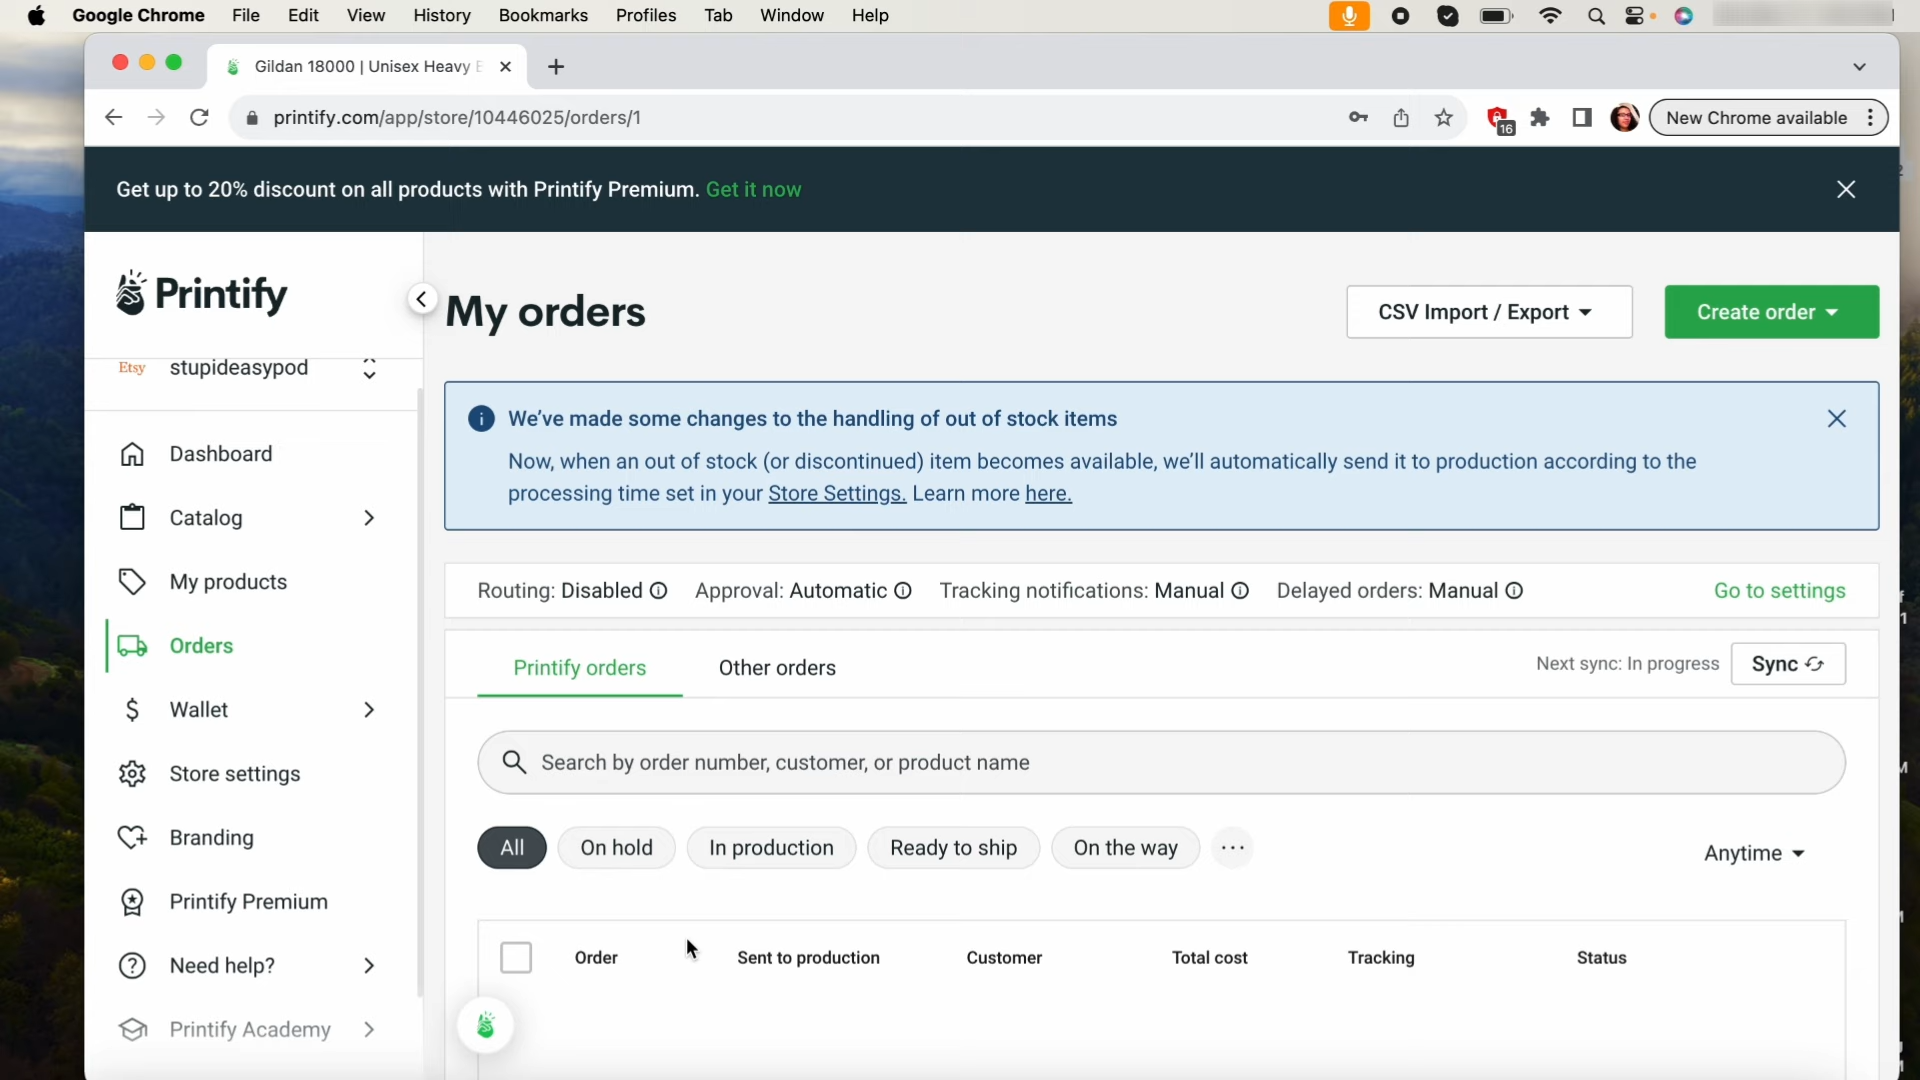 Google Chrome File Edit View History Bookmarks Profiles Tab Window Help
Gildan 18000 | Unisex Heavy
printify.com/app/store/10446025/orders/1
16
New Chrome available
Get up to 20% discount on all products with Printify Premium. Get it now
Printify
My orders
CSV Import / Export
Create order
Etsy stupideasypod
We've made some changes to the handling of out of stock items
Now, when an out of stock (or discontinued) item becomes available, we'll automatically send it to production according to the
processing time set in your Store Settings. Learn more here.
Dashboard
Catalog
My products
Orders
Wallet
Store settings
Branding
Printify Premium
Need help?
Printify Academy
Routing: Disabled Approval: Automatic Tracking notifications: Manual Delayed orders: Manual Go to settings
Printify orders Other orders
Next sync: In progress Sync
Search by order number, customer, or product name
All On hold In production Ready to ship On the way ...
Anytime
Order Sent to production Customer Total cost Tracking Status